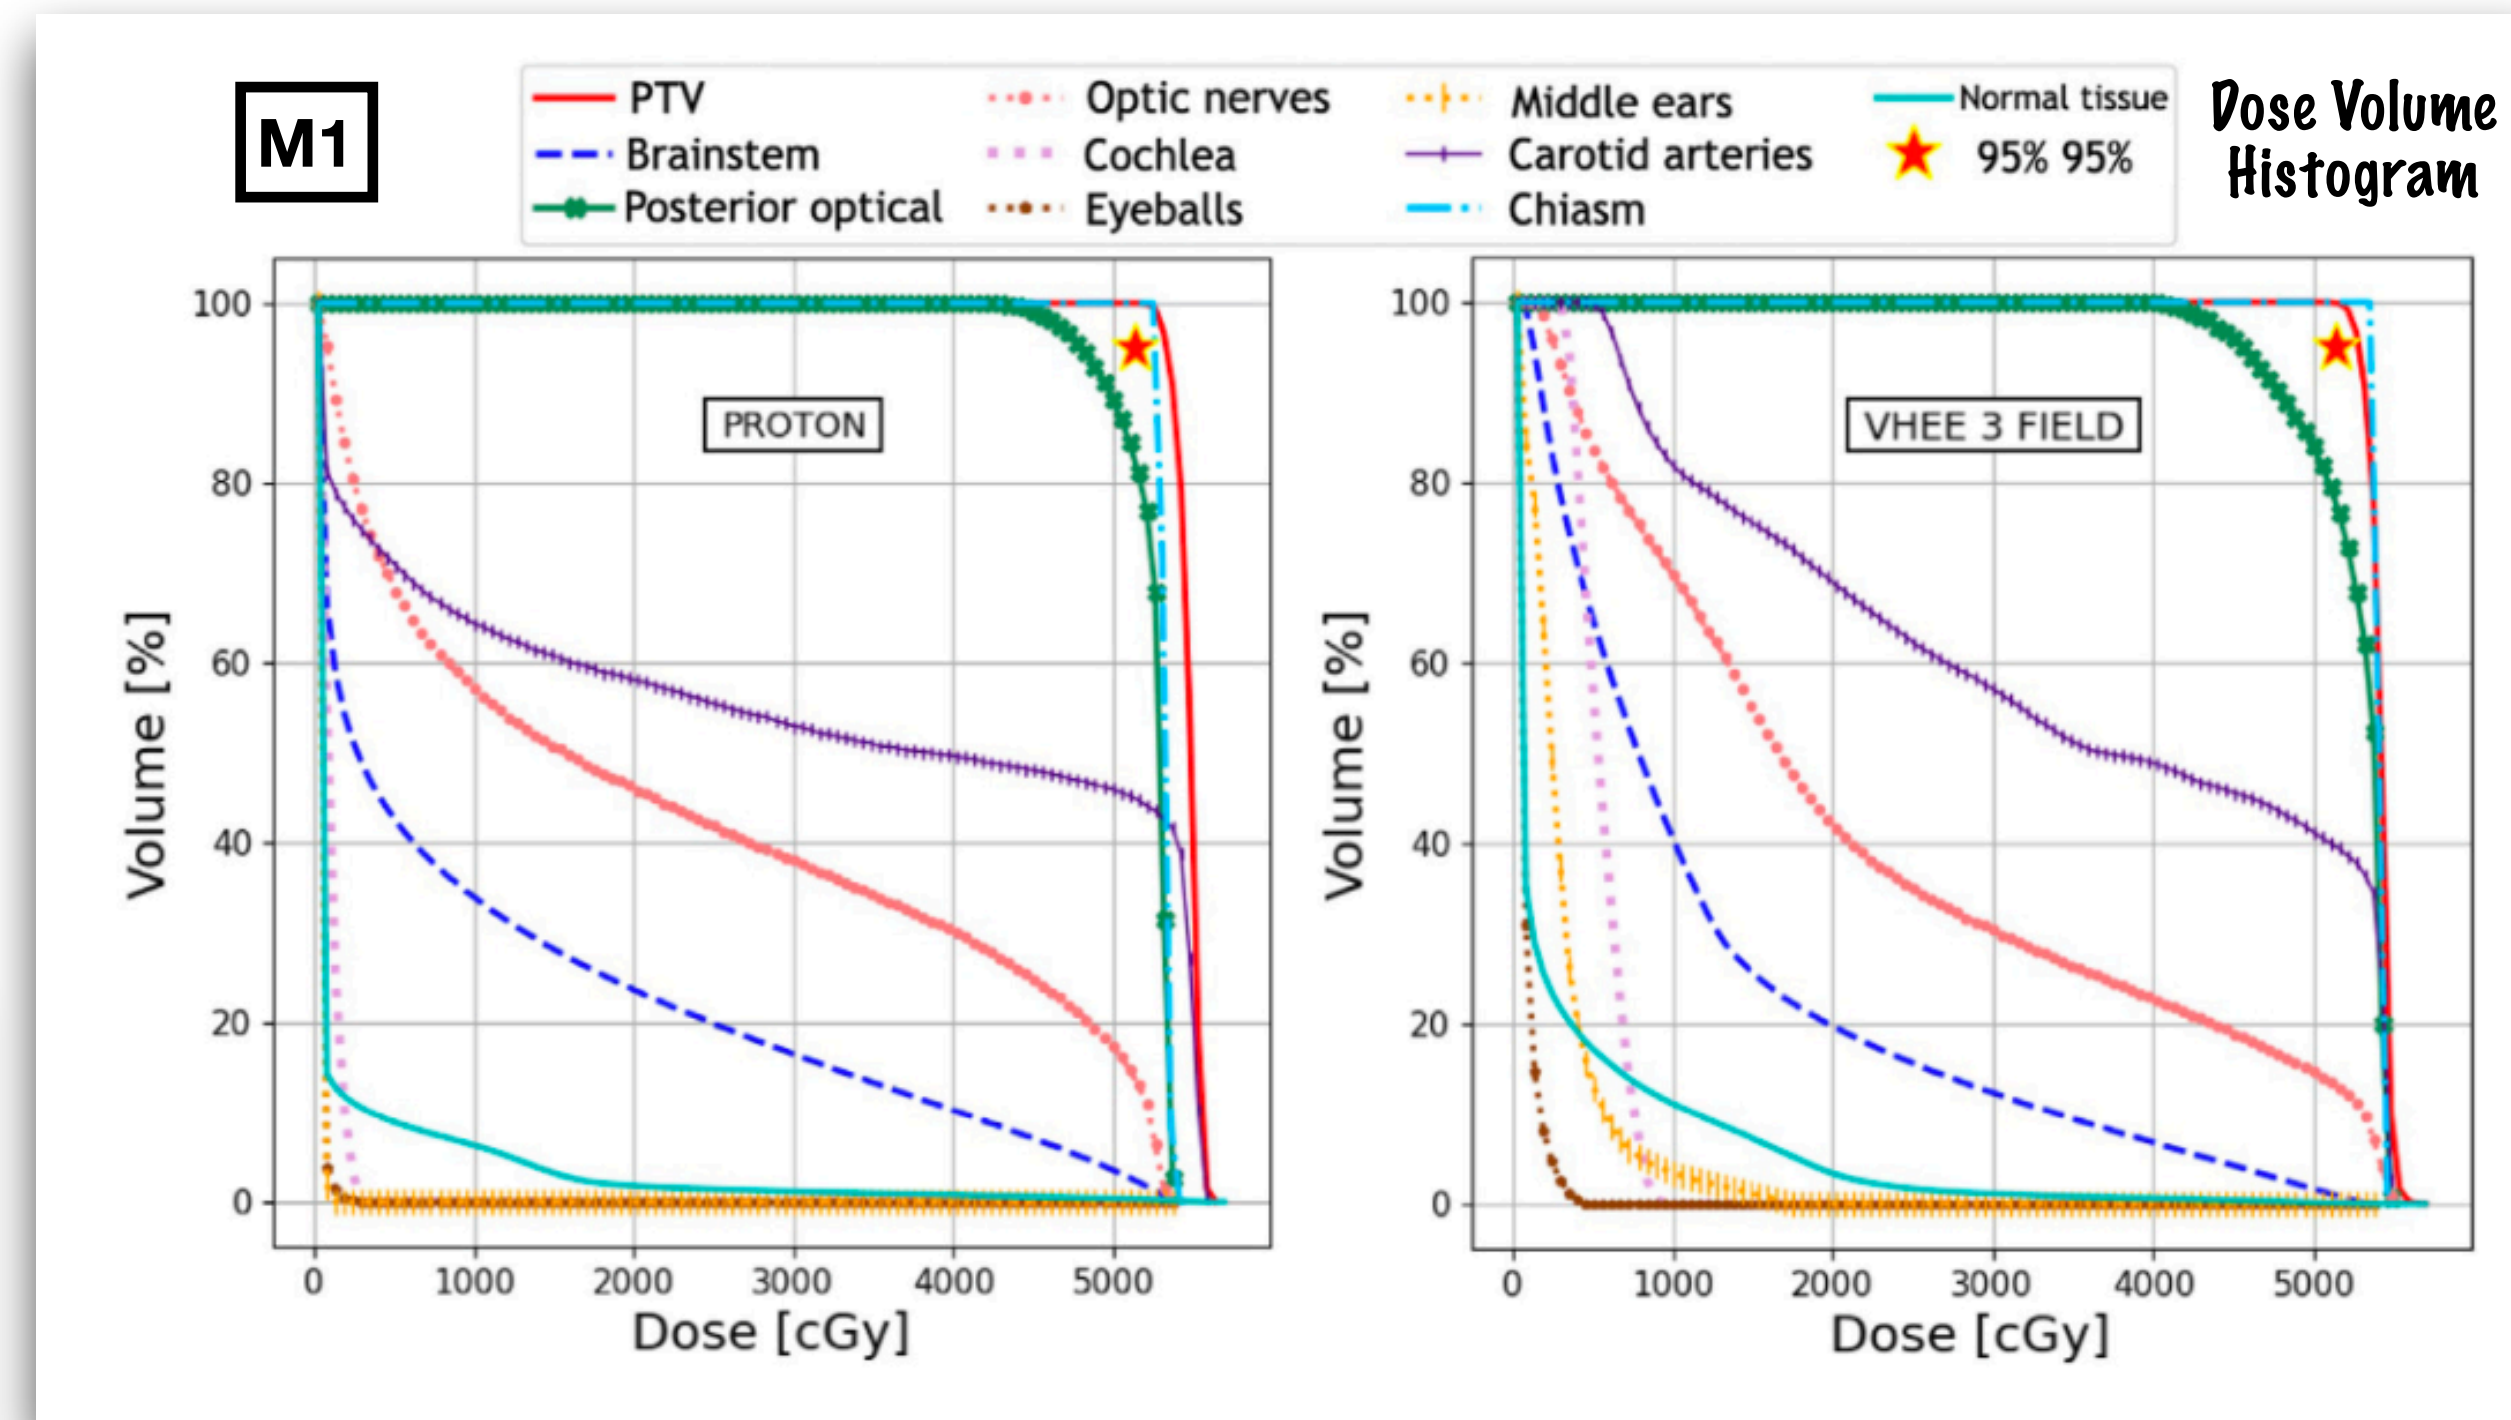 M1
PTV
Optic nerves
Middle ears
Normal tissue
Brainstem
Cochlea
Carotid arteries
95% 95%
Posterior optical
Eyeballs
Chiasm
Dose Volume
Histogram
PROTON
Volume [%]
100
80
60
40
20
0
0 1000 2000 3000 4000 5000
Dose [cGy]
VHEE 3 FIELD
Volume [%]
100
80
60
40
20
0
0 1000 2000 3000 4000 5000
Dose [cGy]